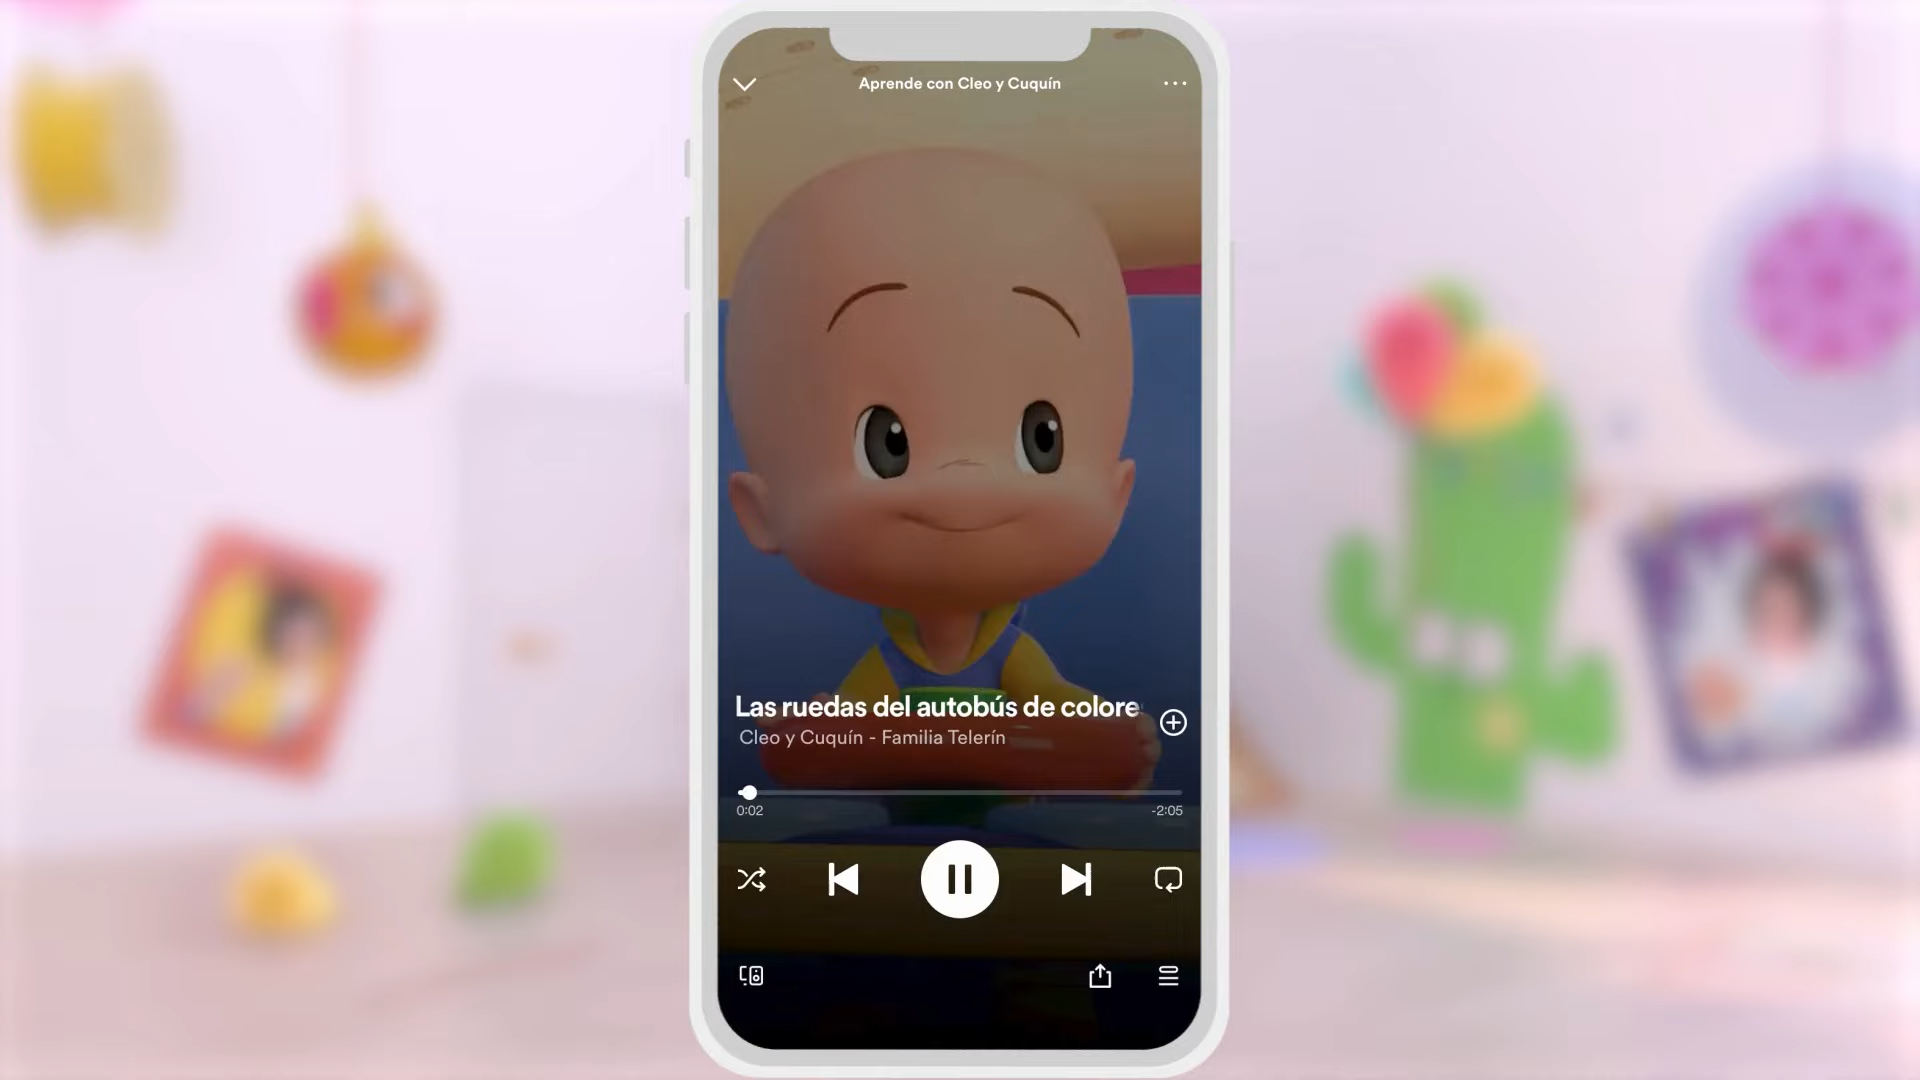 Aprende con Cleo y Cuquín
Las ruedas del autobús de colore
Cleo y Cuquín - Familia Telerín
0:02
-2:05